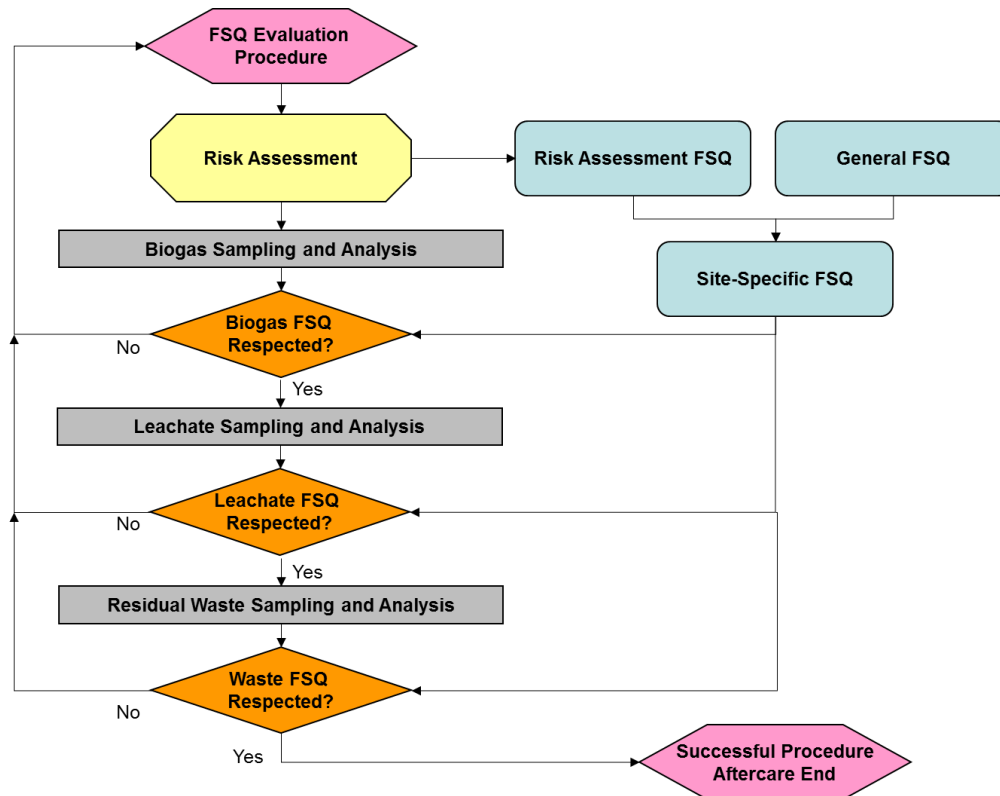 FSQ Evaluation
Procedure
Risk Assessment
Risk Assessment FSQ
General FSQ
Biogas Sampling and Analysis
Site-Specific FSQ
Biogas FSQ
Respected?
No
Yes
Leachate Sampling and Analysis
Leachate FSQ
Respected?
No
Yes
Residual Waste Sampling and Analysis
Waste FSQ
Respected?
No
Yes
Successful Procedure
Aftercare End